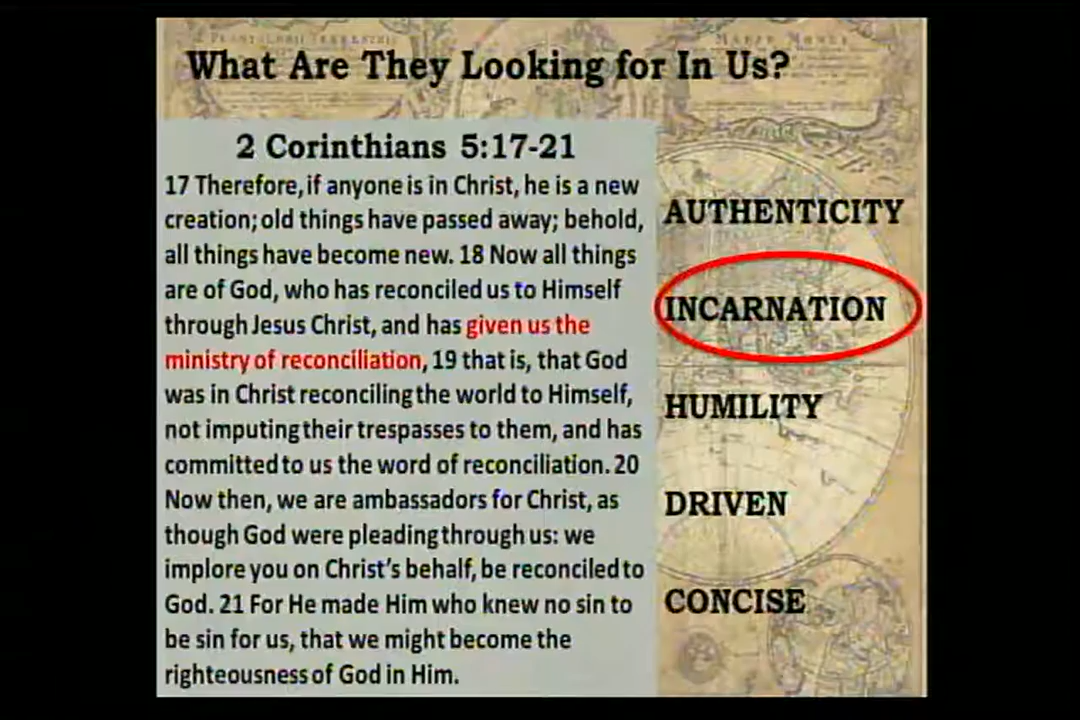 What Are They Looking for In Us?
2 Corinthians 5:17-21
17 Therefore, if anyone is in Christ, he is a new
creation; old things have passed away; behold,
all things have become new. 18 Now all things
are of God, who has reconciled us to Himself
through Jesus Christ, and has given us the
ministry of reconciliation, 19 that is, that God
was in Christ reconciling the world to Himself,
not imputing their trespasses to them, and has
committed to us the word of reconciliation. 20
Now then, we are ambassadors for Christ, as
though God were pleading through us: we
implore you on Christ's behalf, be reconciled to
God. 21 For He made Him who knew no sin to
be sin for us, that we might become the
righteousness of God in Him.
AUTHENTICITY
INCARNATION
HUMILITY
DRIVEN
CONCISE